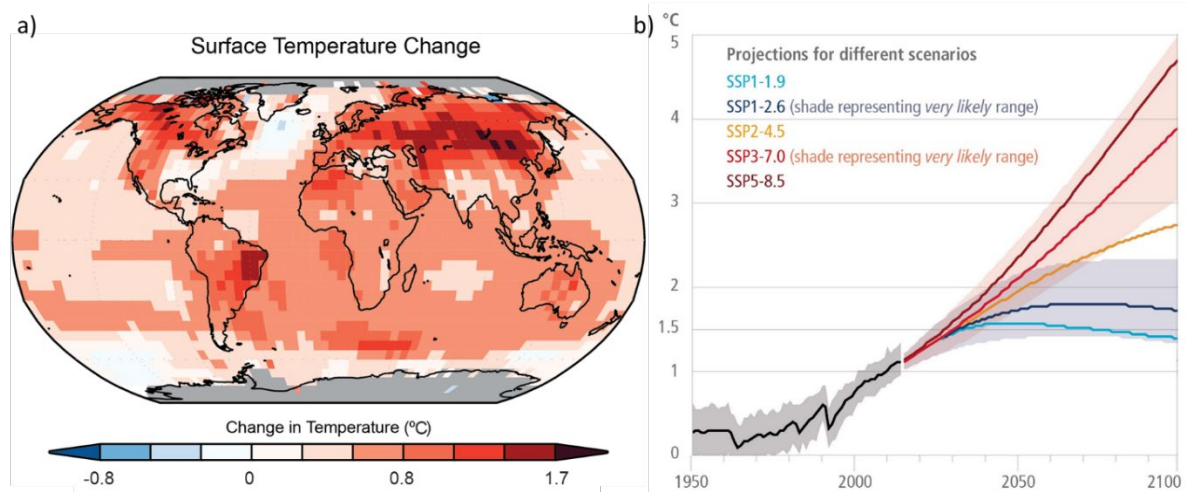 a)
Surface Temperature Change
Change in Temperature (ºC)
-0.8 0 0.8 1.7
b)
°C
5
4
3
2
1.5
1
0
Projections for different scenarios
SSP1-1.9
SSP1-2.6 (shade representing very likely range)
SSP2-4.5
SSP3-7.0 (shade representing very likely range)
SSP5-8.5
1950 2000 2050 2100